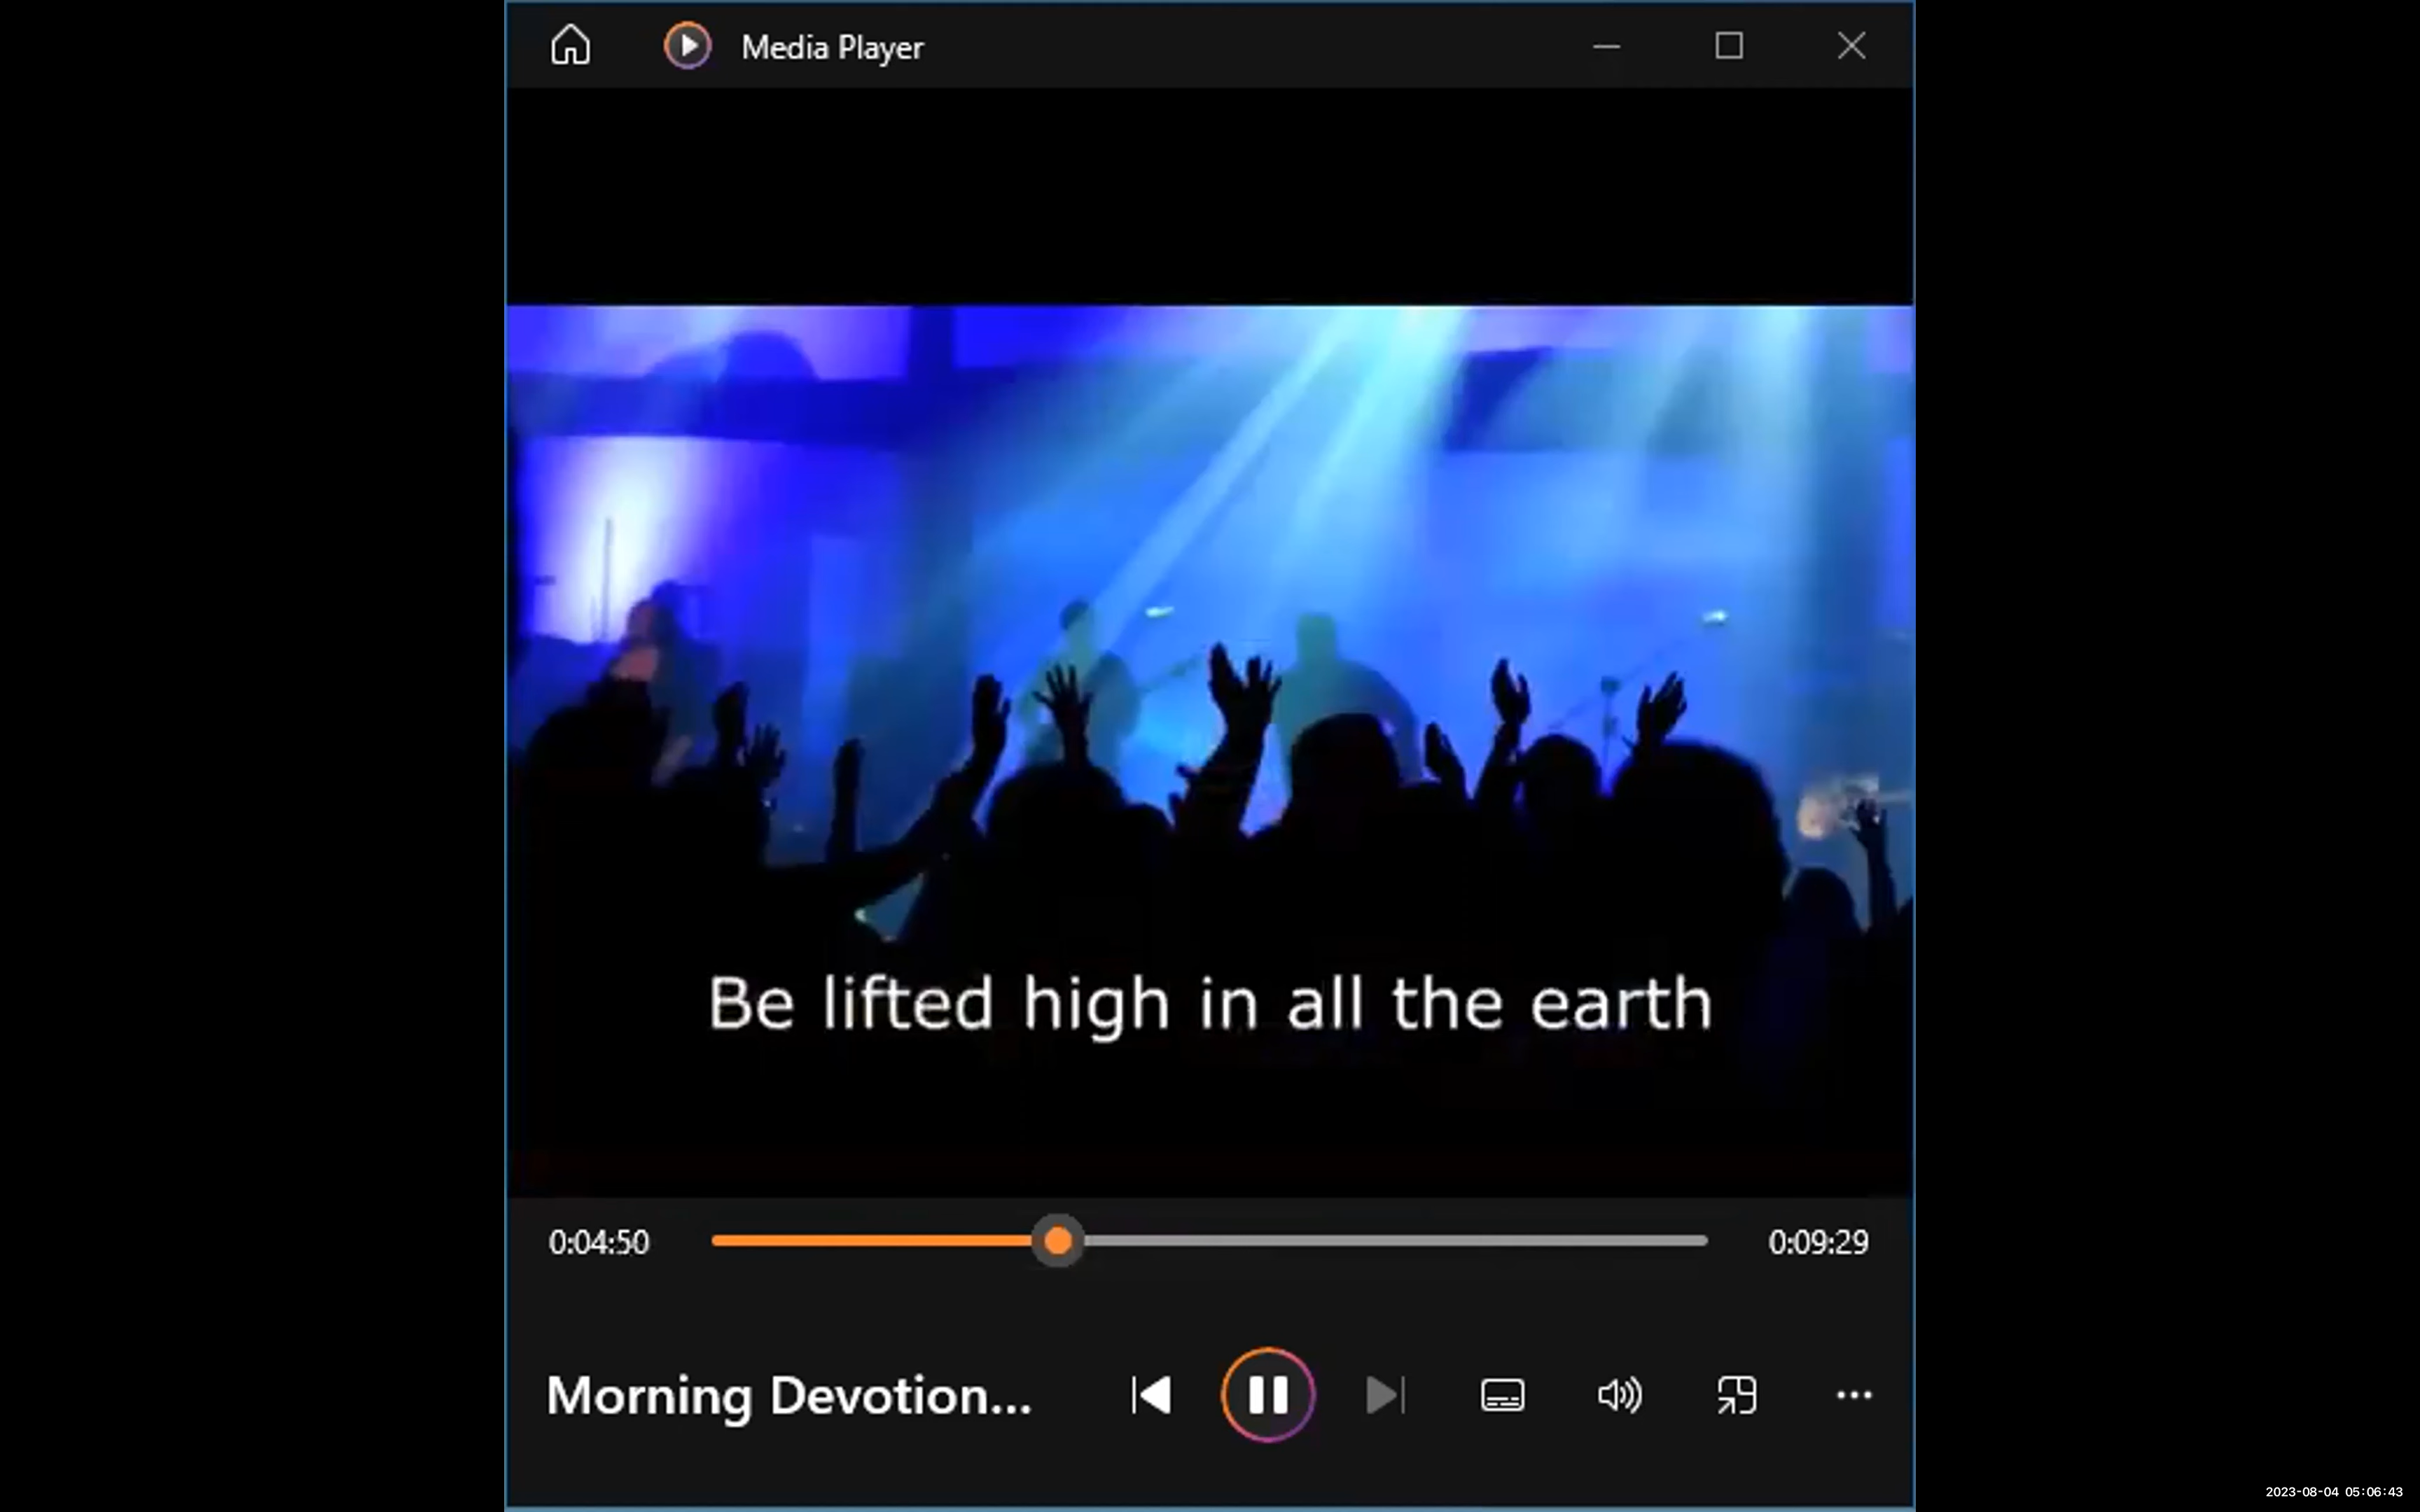 Media Player
Be lifted high in all the earth
0:04:50
0:09:29
Morning Devotion...
2023-08-04 05:06:43